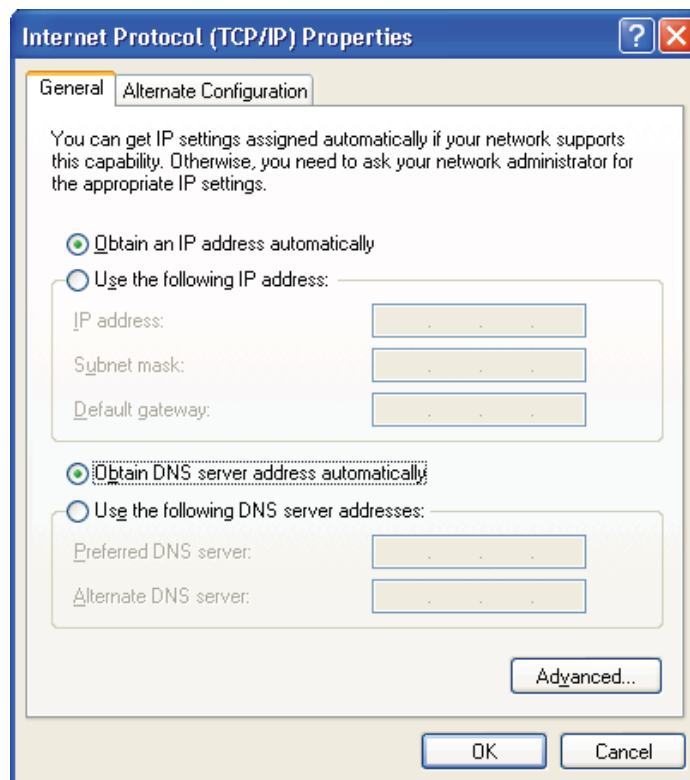 Internet Protocol (TCP/IP) Properties
General
Alternate Configuration
You can get IP settings assigned automatically if your network supports
this capability. Otherwise, you need to ask your network administrator for
the appropriate IP settings.
Obtain an IP address automatically
Use the following IP address:
IP address:
Subnet mask:
Default gateway:
Obtain DNS server address automatically
Use the following DNS server addresses:
Preferred DNS server:
Alternate DNS server:
Advanced...
OK
Cancel